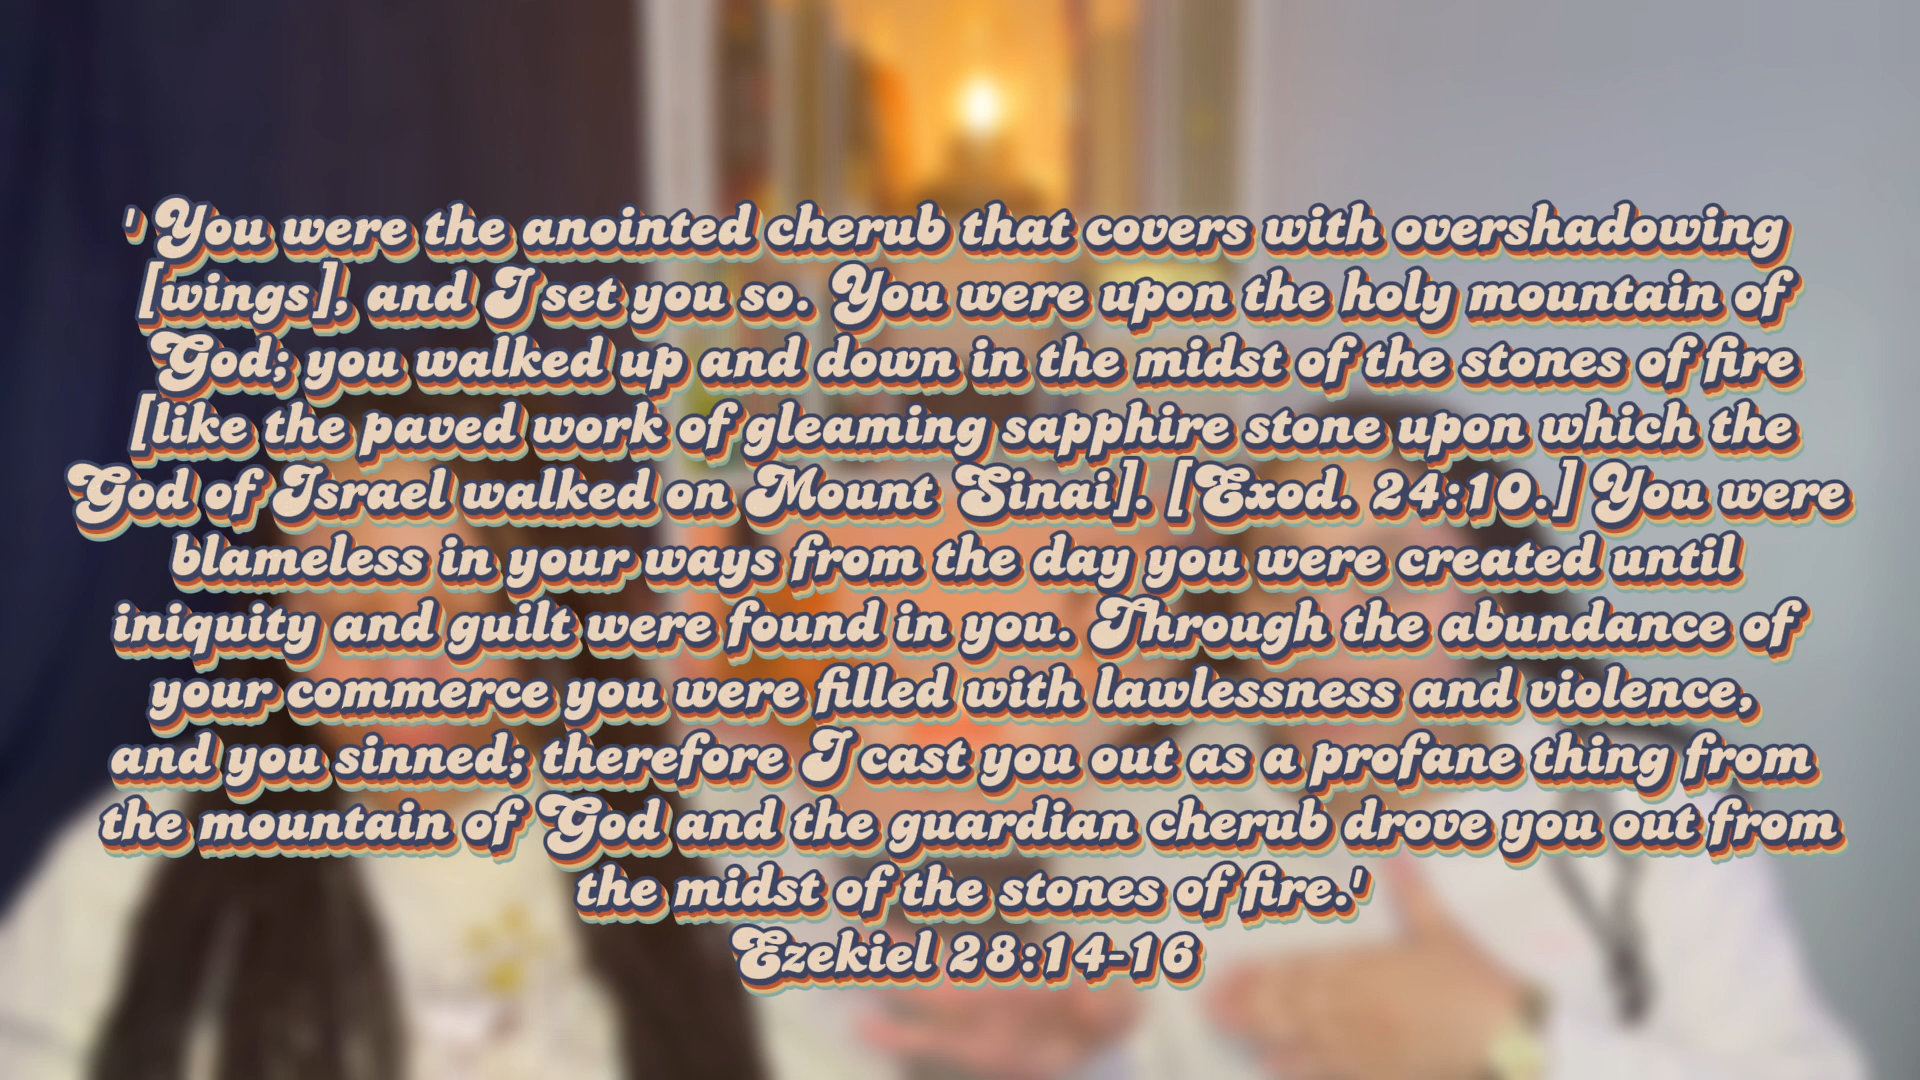 ' You were the anointed cherub that covers with overshadowing
[wings], and I set you so. You were upon the holy mountain of
God; you walked up and down in the midst of the stones of fire
[like the paved work of gleaming sapphire stone upon which the
God of Israel walked on Mount Sinai]. [Exod. 24:10.] You were
blameless in your ways from the day you were created until
iniquity and guilt were found in you. Through the abundance of
your commerce you were filled with lawlessness and violence,
and you sinned; therefore I cast you out as a profane thing from
the mountain of God and the guardian cherub drove you out from
the midst of the stones of fire.'
Ezekiel 28:14-16